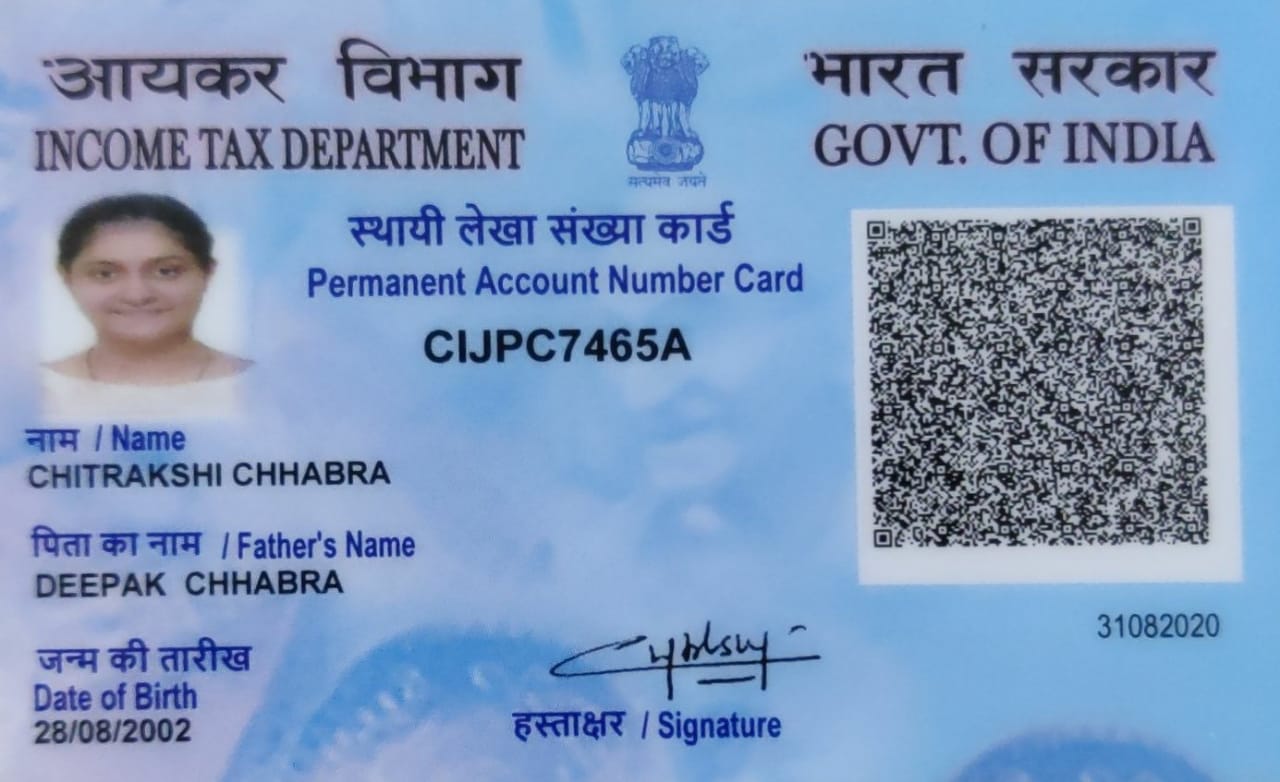 आयकर विभाग
INCOME TAX DEPARTMENT
सत्यमेव जयते
भारत सरकार
GOVT. OF INDIA
स्थायी लेखा संख्या कार्ड
Permanent Account Number Card
CIJPC7465A
नाम / Name
CHITRAKSHI CHHABRA
पिता का नाम / Father's Name
DEEPAK CHHABRA
जन्म की तारीख
Date of Birth
28/08/2002
हस्ताक्षर / Signature
31082020